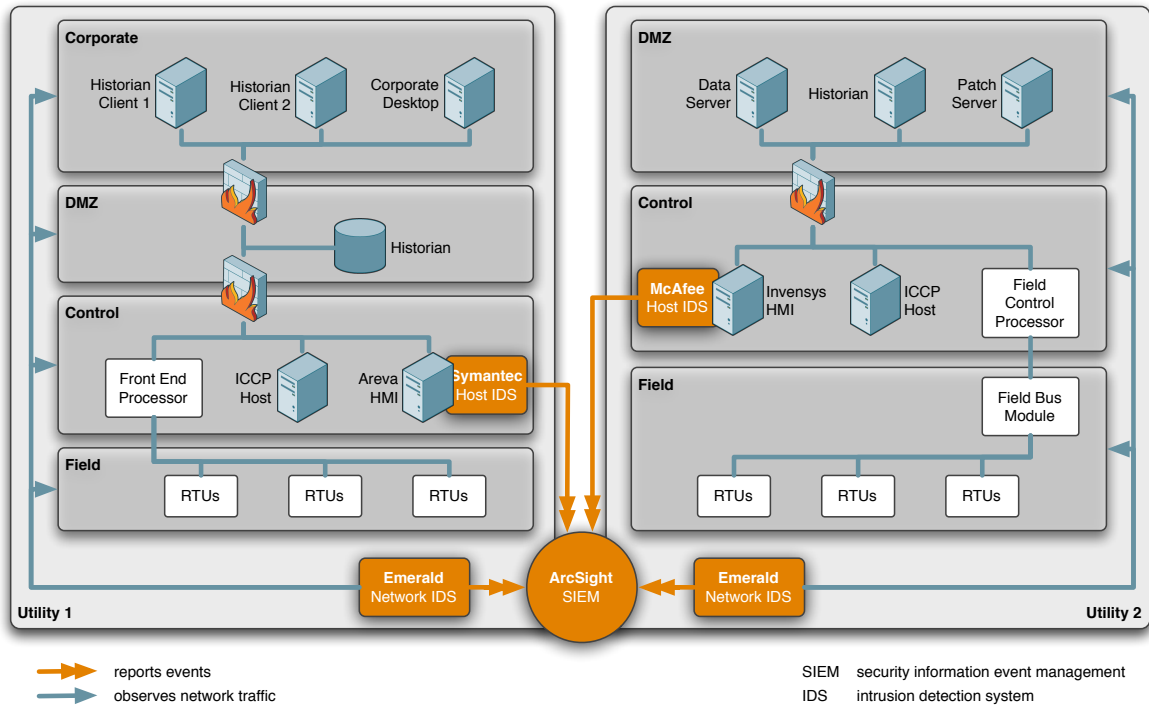 Corporate
Historian
Client 1
Historian
Client 2
Corporate
Desktop
DMZ
Historian
Control
Front End
Processor
ICCP
Host
Areva
HMI
Symantec
Host IDS
Field
RTUs
RTUs
RTUs
Emerald
Network IDS
Utility 1
ArcSight
SIEM
DMZ
Data
Server
Historian
Patch
Server
Control
McAfee
Host IDS
Invensys
HMI
ICCP
Host
Field
Control
Processor
Field
Field Bus
Module
RTUs
RTUs
RTUs
Emerald
Network IDS
Utility 2
reports events
observes network traffic
SIEM security information event management
IDS intrusion detection system